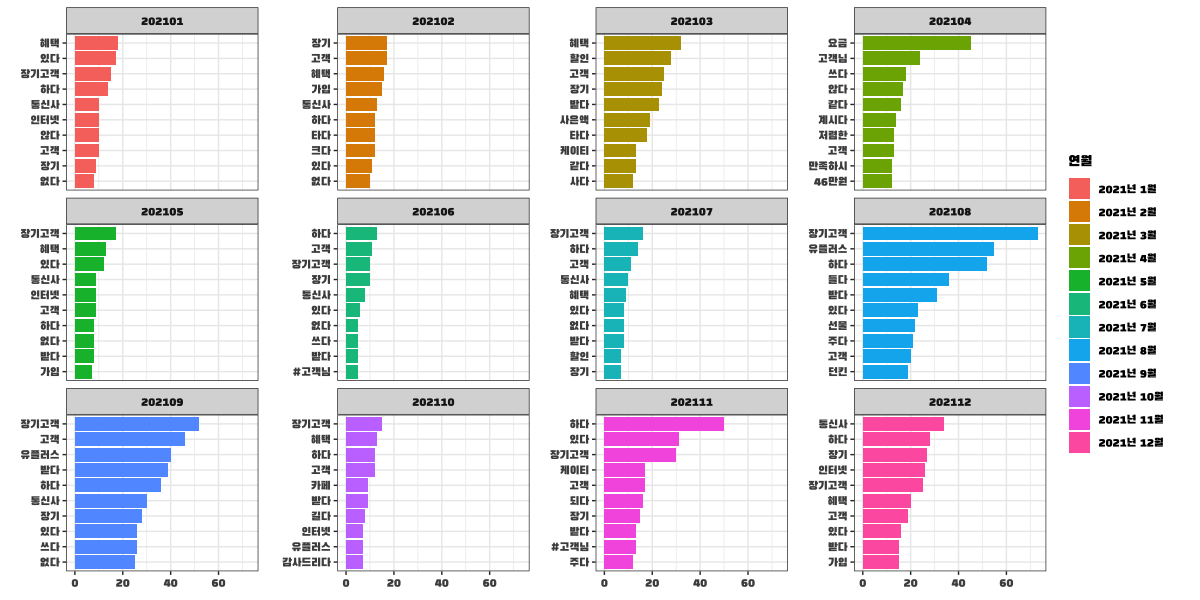 202101
혜택
있다
장기고객
하다
통신사
인터넷
않다
고객
장기
없다
202102
장기
고객
혜택
가입
통신사
하다
타다
크다
있다
없다
202103
혜택
할인
고객
장기
받다
사은액
타다
케이티
같다
사다
202104
요금
고객님
쓰다
않다
같다
계시다
저렴한
고객
만족하시
46만원
202105
장기고객
혜택
있다
통신사
인터넷
고객
하다
없다
받다
가입
202106
하다
고객
장기고객
장기
통신사
있다
없다
쓰다
받다
#고객님
202107
장기고객
하다
고객
통신사
혜택
있다
없다
받다
할인
장기
202108
장기고객
유플러스
하다
들다
받다
있다
선물
주다
고객
던킨
202109
장기고객
고객
유플러스
받다
하다
통신사
장기
있다
쓰다
없다
0 20 40 60
202110
장기고객
혜택
하다
고객
카페
받다
길다
인터넷
유플러스
감사드리다
0 20 40 60
202111
하다
있다
장기고객
케이티
고객
되다
장기
받다
#고객님
주다
0 20 40 60
202112
통신사
하다
장기
인터넷
장기고객
혜택
고객
있다
받다
가입
0 20 40 60
연월
2021년 1월
2021년 2월
2021년 3월
2021년 4월
2021년 5월
2021년 6월
2021년 7월
2021년 8월
2021년 9월
2021년 10월
2021년 11월
2021년 12월